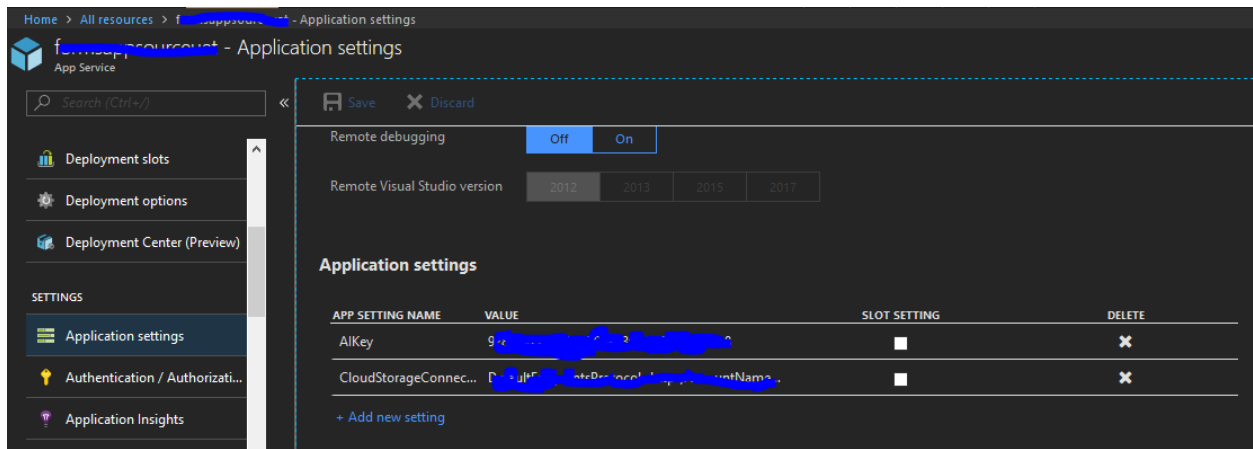 Home > All resources > - Application settings
- Application settings
App Service
Search (Ctrl+/)
«
Save
Discard
Remote debugging
Off
On
Deployment slots
Remote Visual Studio version
2012
2013
2015
2017
Deployment options
Deployment Center (Preview)
Application settings
SETTINGS
APP SETTING NAME
VALUE
SLOT SETTING
DELETE
Application settings
AIKey
Authentication / Authorizati...
CloudStorageConnec...
Application Insights
+ Add new setting